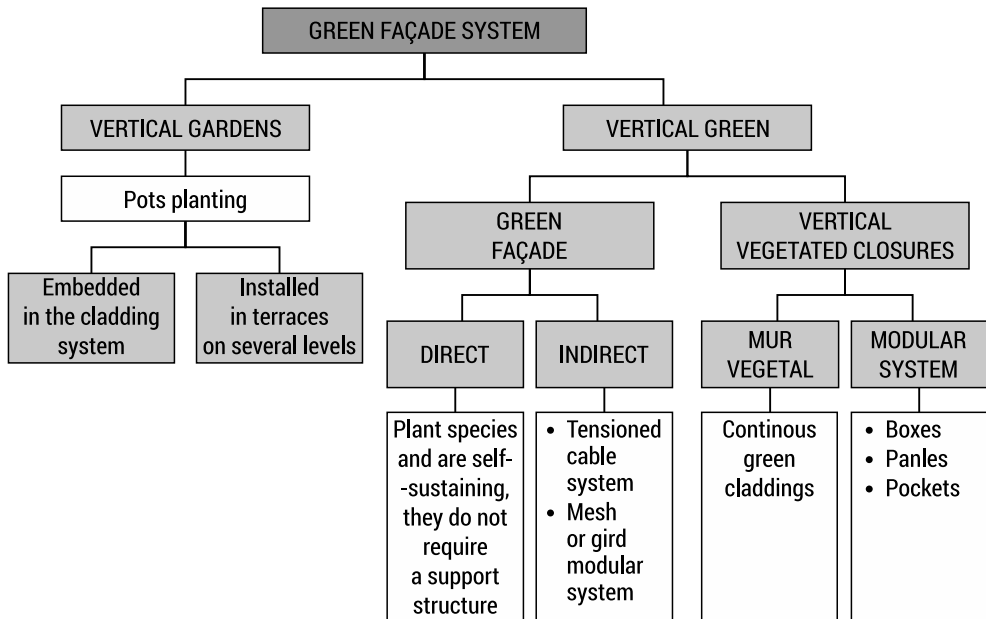 GREEN FAÇADE SYSTEM
VERTICAL GARDENS
VERTICAL GREEN
Pots planting
Embedded
in the cladding
system
Installed
in terraces
on several levels
GREEN
FAÇADE
VERTICAL
VEGETATED CLOSURES
DIRECT
INDIRECT
MUR
VEGETAL
MODULAR
SYSTEM
Plant species
and are self-
-sustaining,
they do not
require
a support
structure
• Tensioned
cable
system
• Mesh
or gird
modular
system
Continous
green
claddings
• Boxes
• Panles
• Pockets